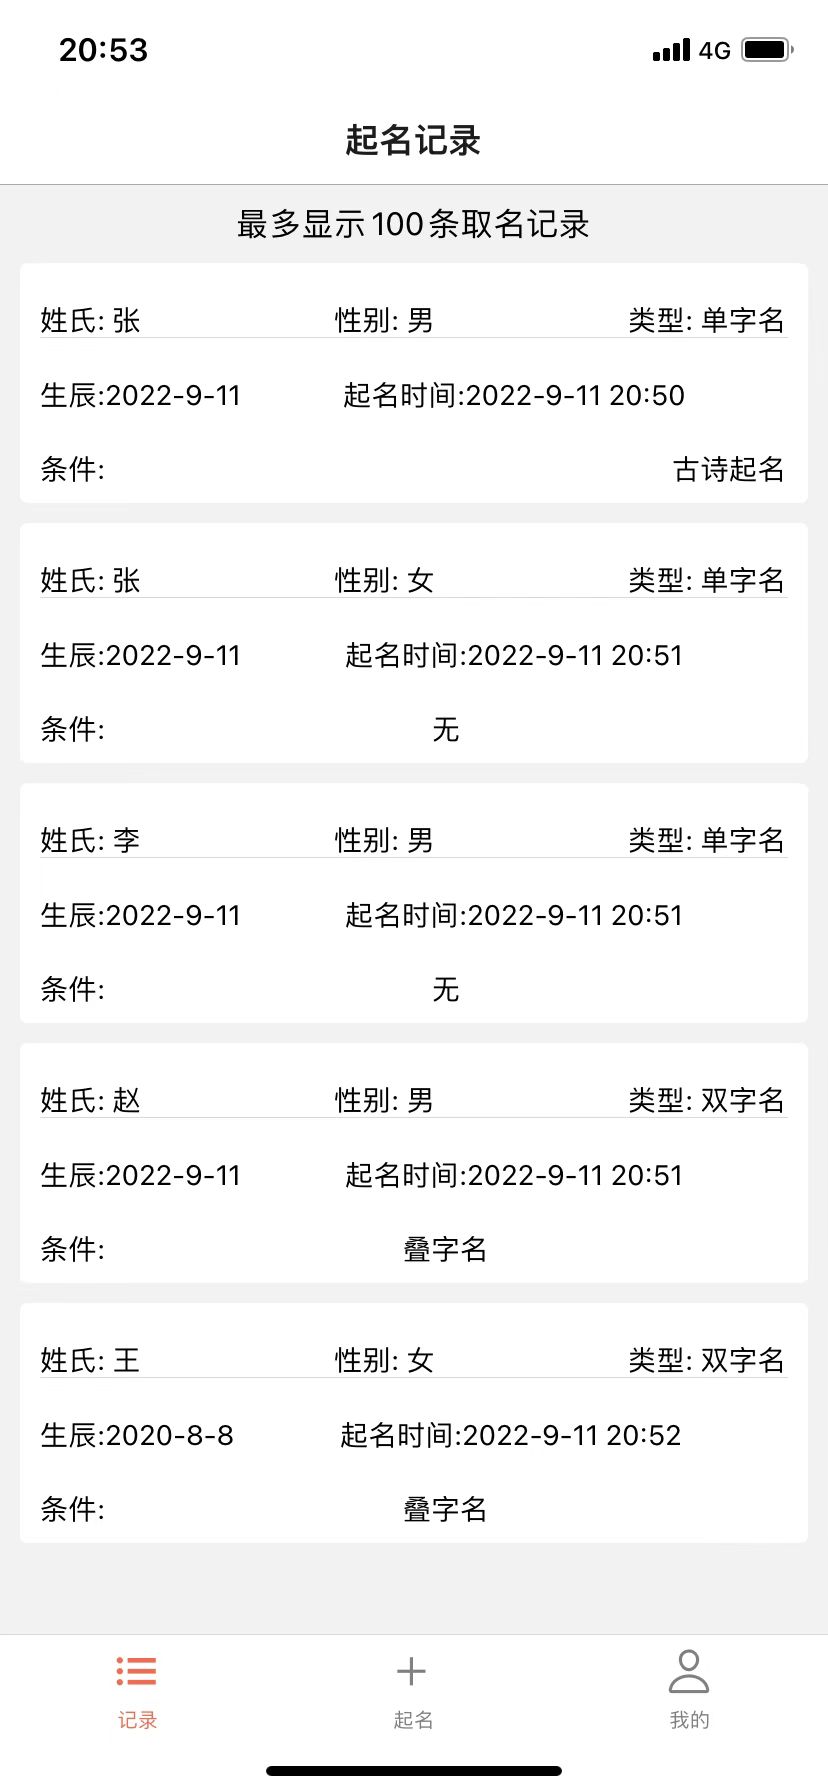 20:53 4G
起名记录
最多显示100条取名记录
姓氏: 张 性别: 男 类型: 单字名
生辰:2022-9-11 起名时间:2022-9-11 20:50
条件: 古诗起名
姓氏: 张 性别: 女 类型: 单字名
生辰:2022-9-11 起名时间:2022-9-11 20:51
条件: 无
姓氏: 李 性别: 男 类型: 单字名
生辰:2022-9-11 起名时间:2022-9-11 20:51
条件: 无
姓氏: 赵 性别: 男 类型: 双字名
生辰:2022-9-11 起名时间:2022-9-11 20:51
条件: 叠字名
姓氏: 王 性别: 女 类型: 双字名
生辰:2020-8-8 起名时间:2022-9-11 20:52
条件: 叠字名
记录 起名 我的